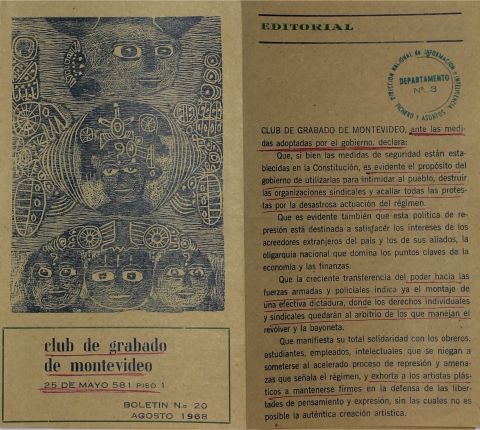 club de grabado
de montevideo
25 DE MAYO 581 PISO 1
BOLETIN N.o 20
AGOSTO 1968
EDITORIAL
DIRECCION NACIONAL de INFORMACION e INTELIGENCIA
DEPARTAMENTO
Nº. 3
FICHERO Y ASUNTOS
CLUB DE GRABADO DE MONTEVIDEO, ante las medi-
das adoptadas por el gobierno, declara:
Que, si bien las medidas de seguridad están esta-
blecidas en la Constitución, es evidente el propósito del
gobierno de utilizarlas para intimidar al pueblo, destruir
las organizaciones sindicales y acallar todas las protes-
tas por la desastrosa actuación del régimen.
Que es evidente también que esta política de re-
presión está destinada a satisfacer los intereses de los
acreedores extranjeros del país y los de sus aliados, la
oligarquía nacional que domina los puntos claves de la
economía y las finanzas.
Que la creciente transferencia del poder hacia las
fuerzas armadas y policiales indica ya el montaje de
una efectiva dictadura, donde los derechos individuales
y sindicales quedarán al arbitrio de los que manejan el
revólver y la bayoneta.
Que manifiesta su total solidaridad con los obreros,
estudiantes, empleados, intelectuales que se niegan a
someterse al acelerado proceso de represión y amena-
zas que señala el régimen, y exhorta a los artistas plás-
ticos a mantenerse firmes en la defensa de las liber-
tades de pensamiento y expresión, sin las cuales no es
posible la auténtica creación artística.